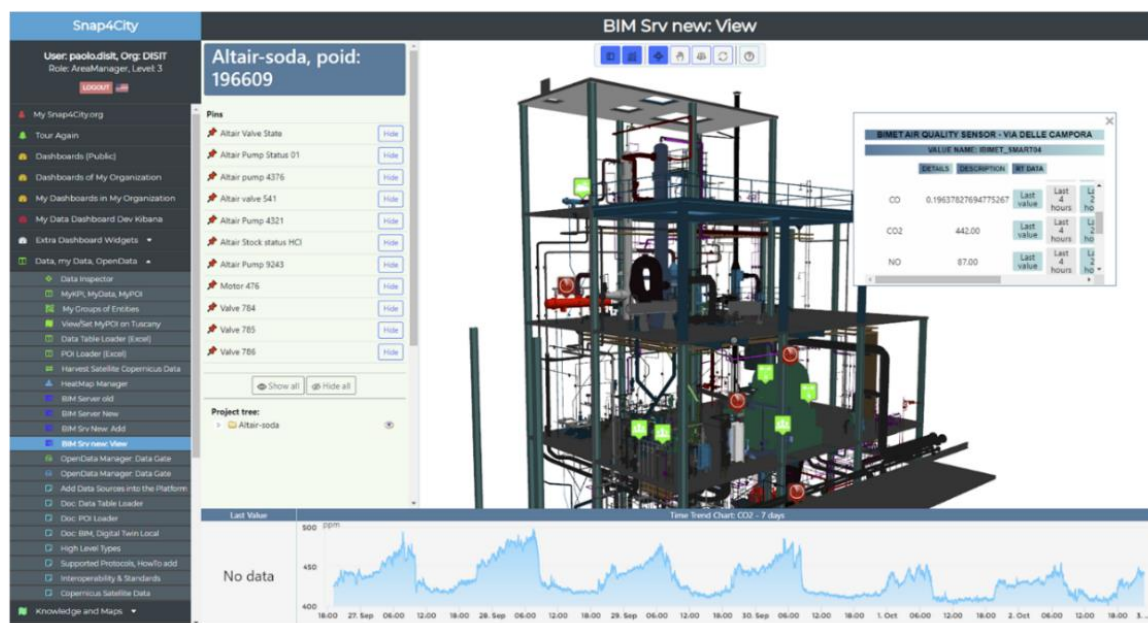 Snap4City
BIM Srv new: View
User: paolo.disit, Org: DISIT
Role: AreaManager, Level: 3
LOGOUT
My Snap4City.org
Tour Again
Dashboards (Public)
Dashboards of My Organization
My Dashboards in My Organization
My Data Dashboard Dev Kibana
Extra Dashboard Widgets
Data, my Data, OpenData
Data Inspector
MyKPI, MyData, MyPOI
My Groups of Entities
View/Set MyPOI on Tuscany
Data Table Loader (Excel)
POI Loader (Excel)
Harvest Satellite Copernicus Data
HeatMap Manager
BIM Server old
BIM Server New
BIM Srv New: Add
BIM Srv new: View
OpenData Manager: Data Gate
OpenData Manager: Data Gate
Add Data Sources into the Platform
Doc: Data Table Loader
Doc: POI Loader
Doc: BIM, Digital Twin Local
High Level Types
Supported Protocols, HowTo add
Interoperability & Standards
Copernicus Satellite Data
Knowledge and Maps
Altair-soda, poid:
196609
Pins
Altair Valve State Hide
Altair Pump Status 01 Hide
Altair pump 4376 Hide
Altair valve 541 Hide
Altair Pump 4321 Hide
Altair Stock status HCl Hide
Altair Pump 9243 Hide
Motor 476 Hide
Valve 784 Hide
Valve 785 Hide
Valve 786 Hide
Show all Hide all
Project tree:
Altair-soda
BIMET AIR QUALITY SENSOR - VIA DELLE CAMPORA
VALUE NAME: IBIMET_SMART04
DETAILS DESCRIPTION RT DATA
CO 0.19637827694775267 Last value Last 4 hours La 2 ho
CO2 442.00 Last value Last 4 hours La 2 ho
NO 87.00 Last value Last 4 hours La 2 ho
Last Value Time Trend Chart: CO2 - 7 days
No data
ppm
500
450
400
18:00 27. Sep 06:00 12:00 18:00 28. Sep 06:00 12:00 18:00 29. Sep 06:00 12:00 18:00 30. Sep 06:00 12:00 18:00 1. Oct 06:00 12:00 18:00 2. Oct 06:00 12:00 18:00 3. ...